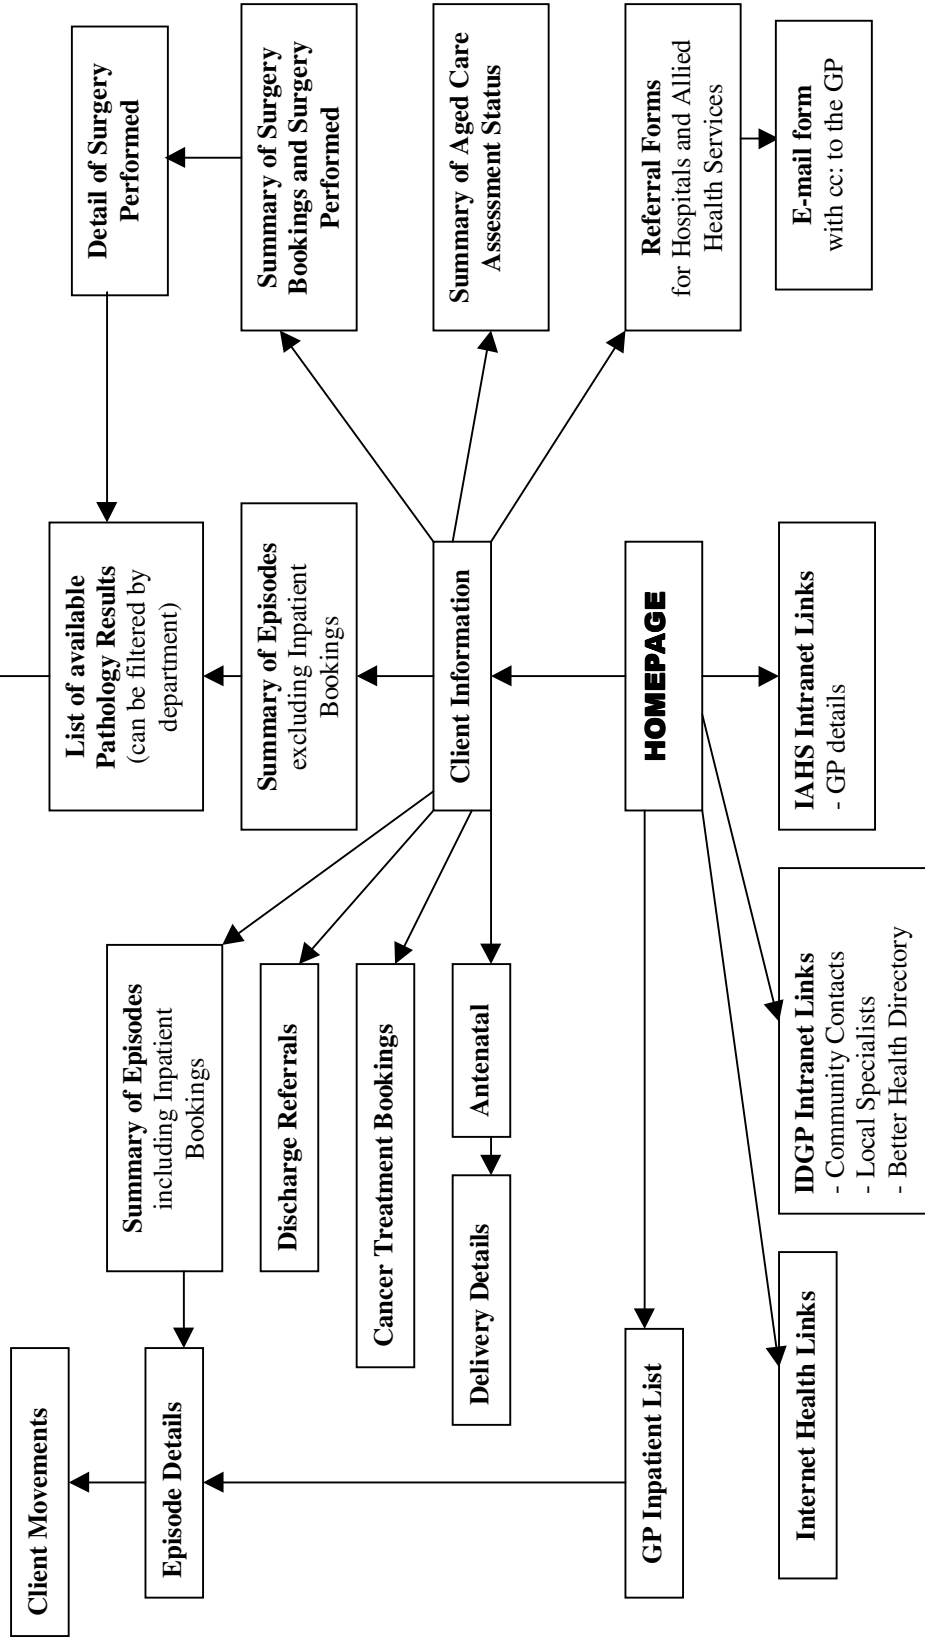 Client Movements
Episode Details
GP Inpatient List
Internet Health Links
Summary of Episodes
including Inpatient
Bookings
Discharge Referrals
Cancer Treatment Bookings
Delivery Details
Antenatal
IDGP Intranet Links
- Community Contacts
- Local Specialists
- Better Health Directory
List of available
Pathology Results
(can be filtered by
department)
Summary of Episodes
excluding Inpatient
Bookings
Client Information
HOMEPAGE
IAHS Intranet Links
- GP details
Detail of Surgery
Performed
Summary of Surgery
Bookings and Surgery
Performed
Summary of Aged Care
Assessment Status
Referral Forms
for Hospitals and Allied
Health Services
E-mail form
with cc: to the GP